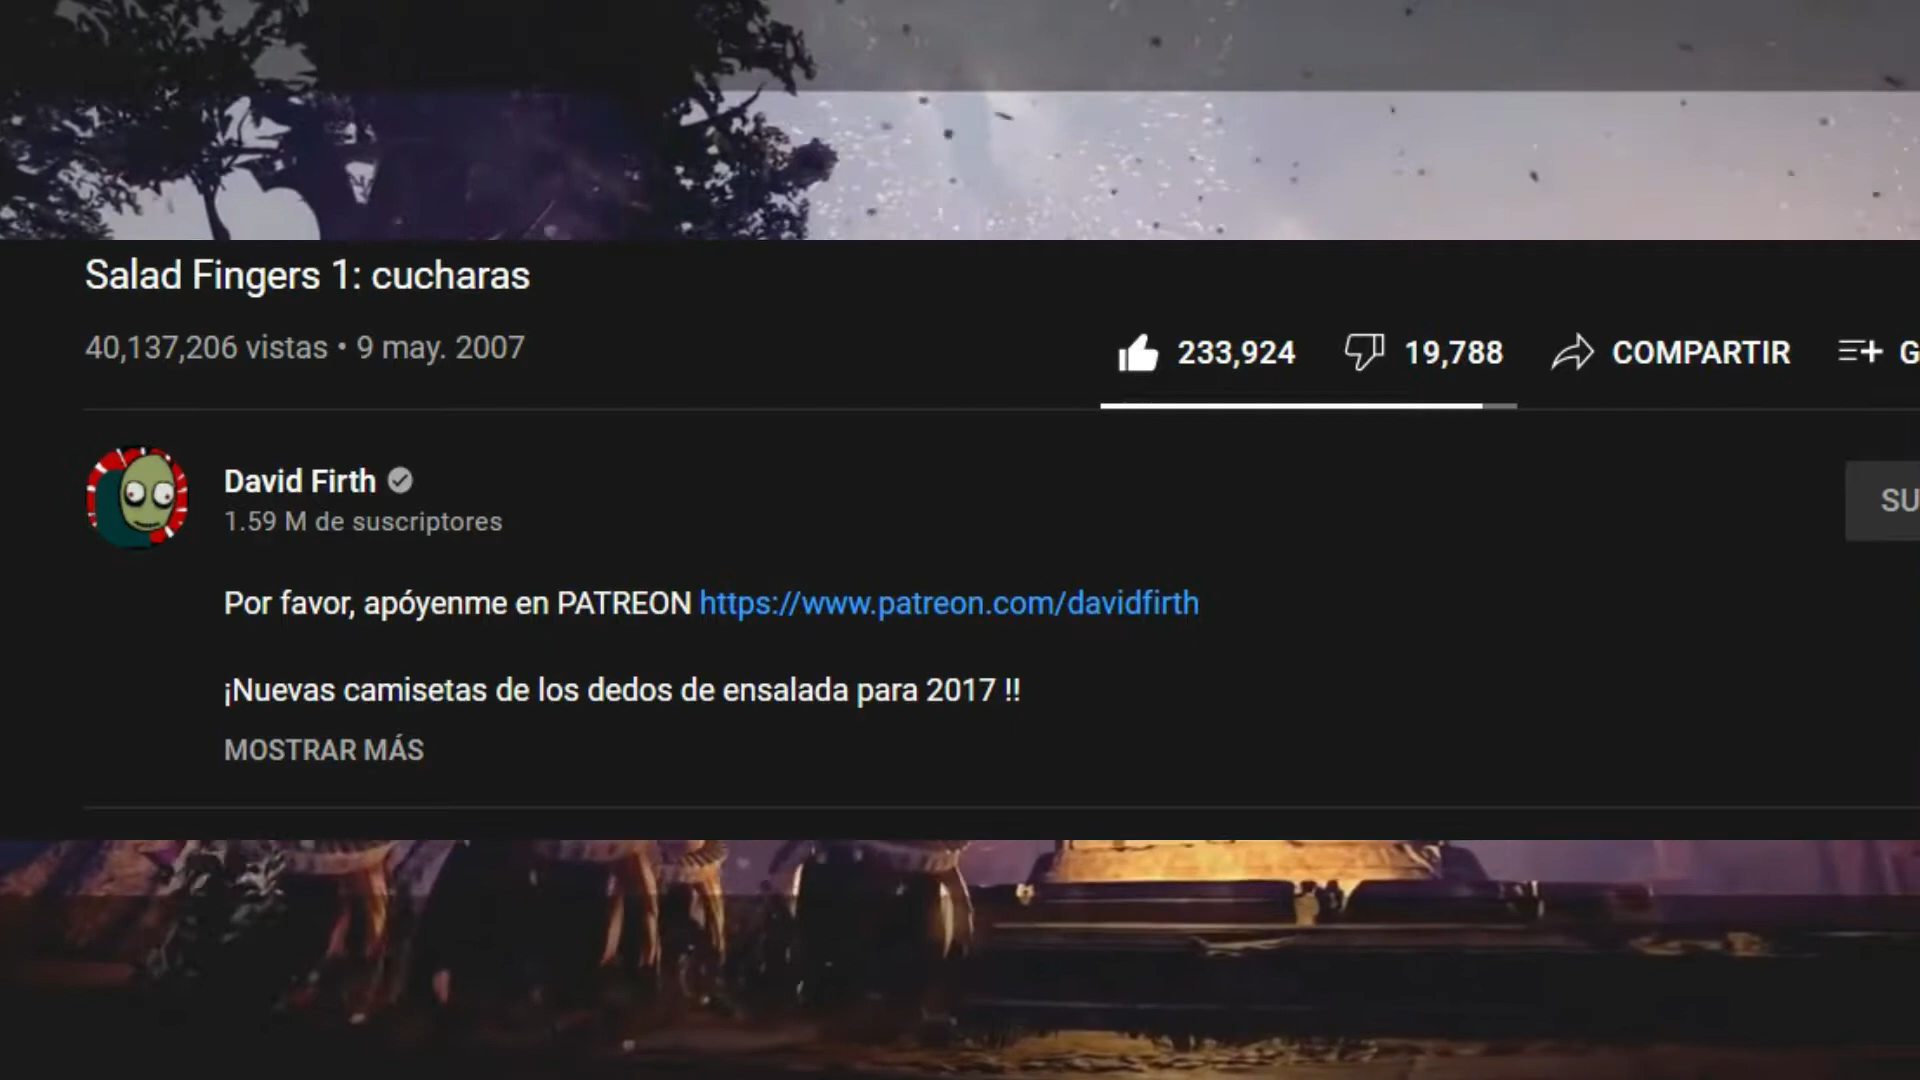 Salad Fingers 1: cucharas
40,137,206 vistas • 9 may. 2007
233,924 19,788 COMPARTIR G
David Firth
1.59 M de suscriptores
SU
Por favor, apóyenme en PATREON https://www.patreon.com/davidfirth
¡Nuevas camisetas de los dedos de ensalada para 2017 !!
MOSTRAR MÁS